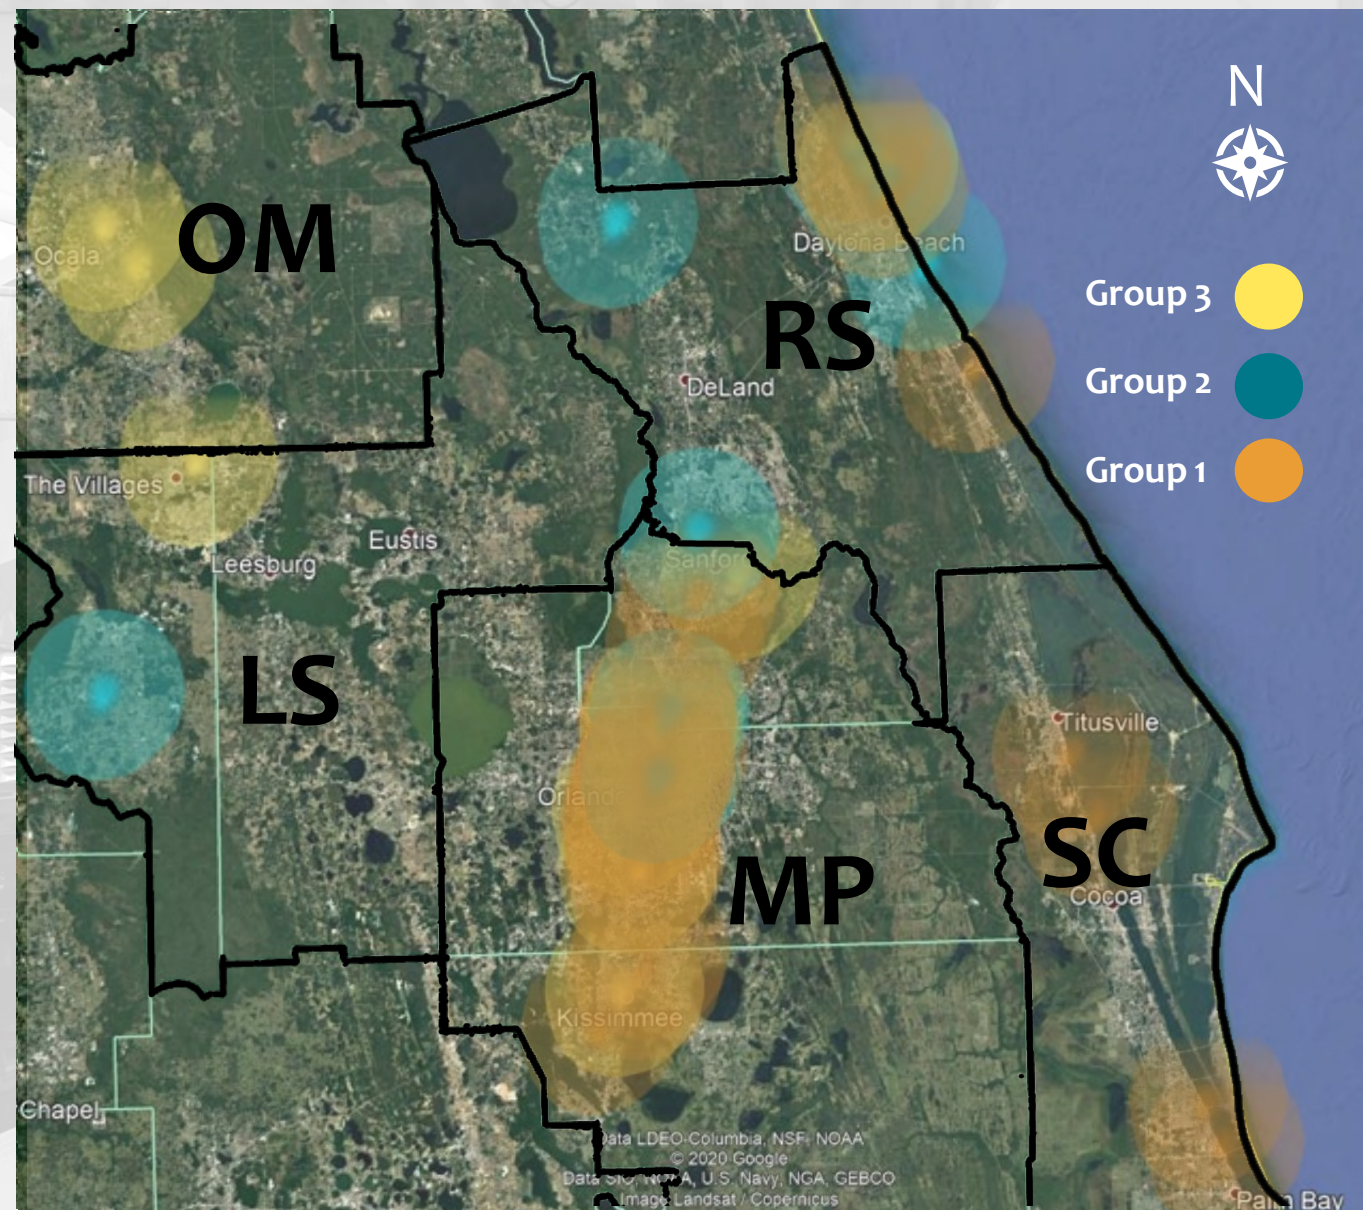 N
OM
Ocala
Daytona Beach
Group 3
RS
Group 2
DeLand
Group 1
The Villages
Eustis
Leesburg
Sanfo
LS
Titusville
Orland
SC
MP
Cocoa
Kissimmee
Chapel
Data LDEO-Columbia, NSF, NOAA
© 2020 Google
Data SIO, NOAA, U.S. Navy, NGA, GEBCO
Image Landsat / Copernicus
Palm Bay